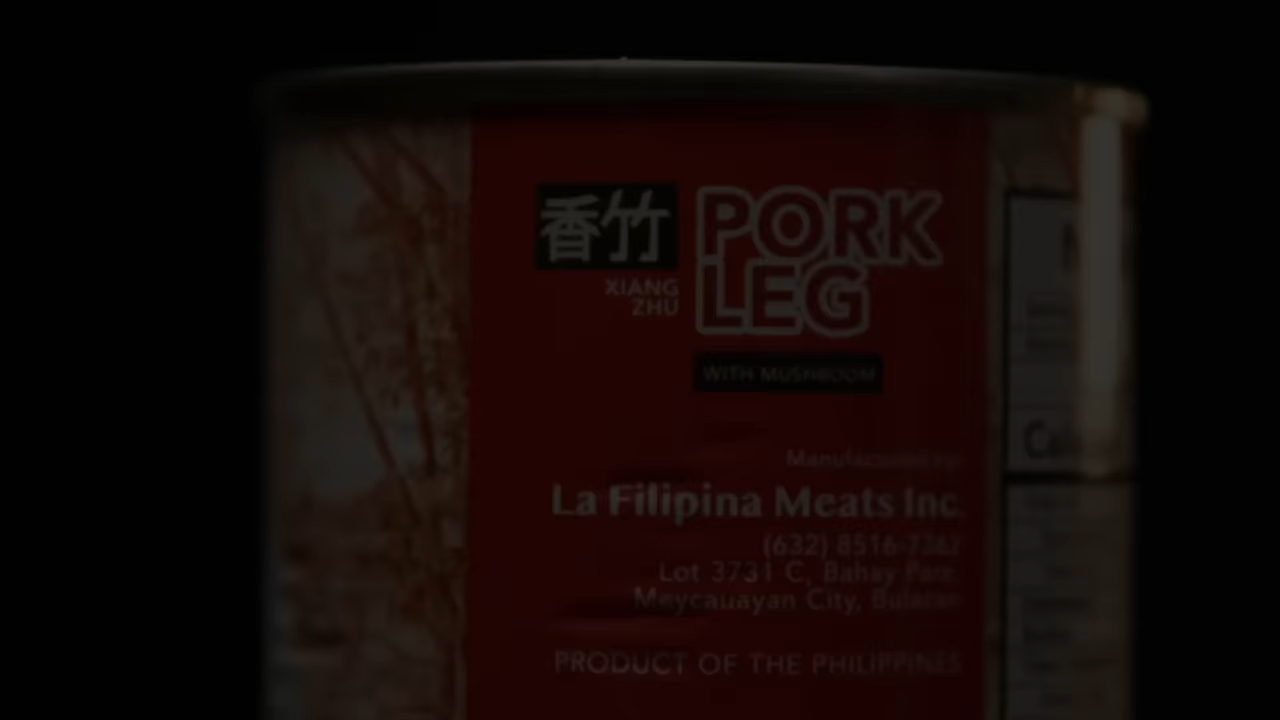 香竹
XIANG
ZHU
PORK
LEG
WITH MUSHROOM
Manufactured by:
La Filipina Meats Inc.
(632) 8516-
Lot 3731 C, Bahay Pare,
Meycauayan City, Bulacan
PRODUCT OF THE PHILIPPINES